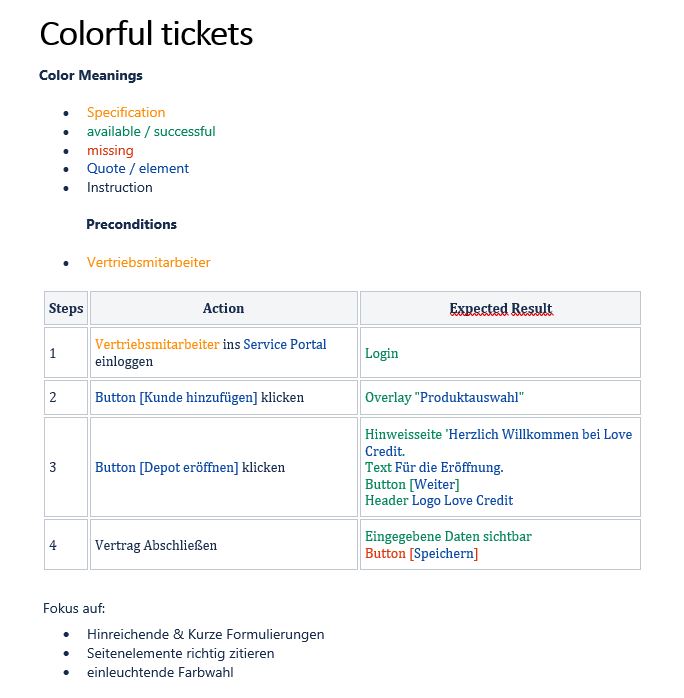 Colorful tickets
Color Meanings
• Specification
• available / successful
• missing
• Quote / element
• Instruction
Preconditions
• Vertriebsmitarbeiter
Steps Action Expected Result
1 Vertriebsmitarbeiter ins Service Portal
einloggen
Login
2 Button [Kunde hinzufügen] klicken Overlay "Produktauswahl"
3 Button [Depot eröffnen] klicken
Hinweisseite 'Herzlich Willkommen bei Love
Credit.
Text Für die Eröffnung.
Button [Weiter]
Header Logo Love Credit
4 Vertrag Abschließen
Eingegebene Daten sichtbar
Button [Speichern]
Fokus auf:
• Hinreichende & Kurze Formulierungen
• Seitenelemente richtig zitieren
• einleuchtende Farbwahl